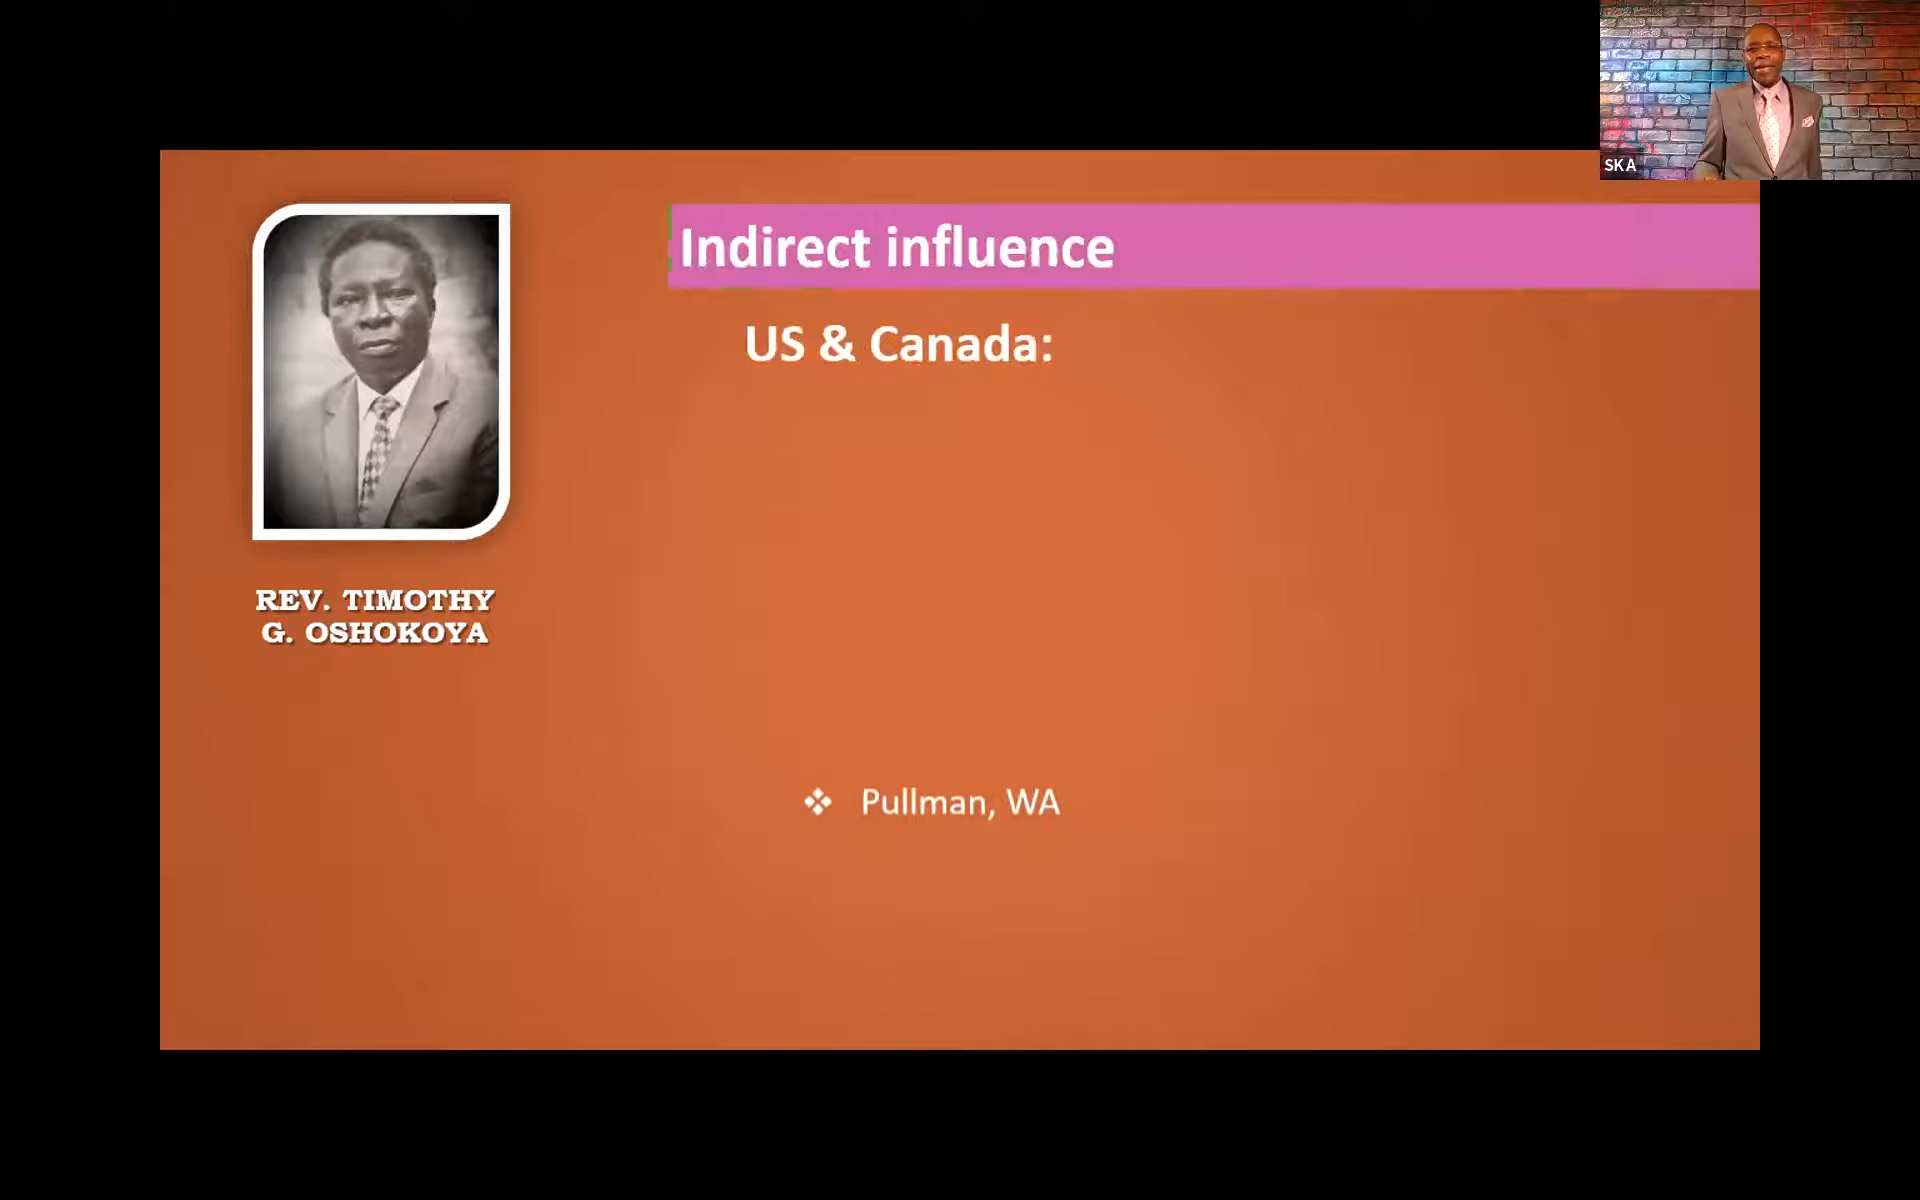 SKA
Indirect influence
US & Canada:
REV. TIMOTHY
G. OSHOKOYA
❖ Pullman, WA